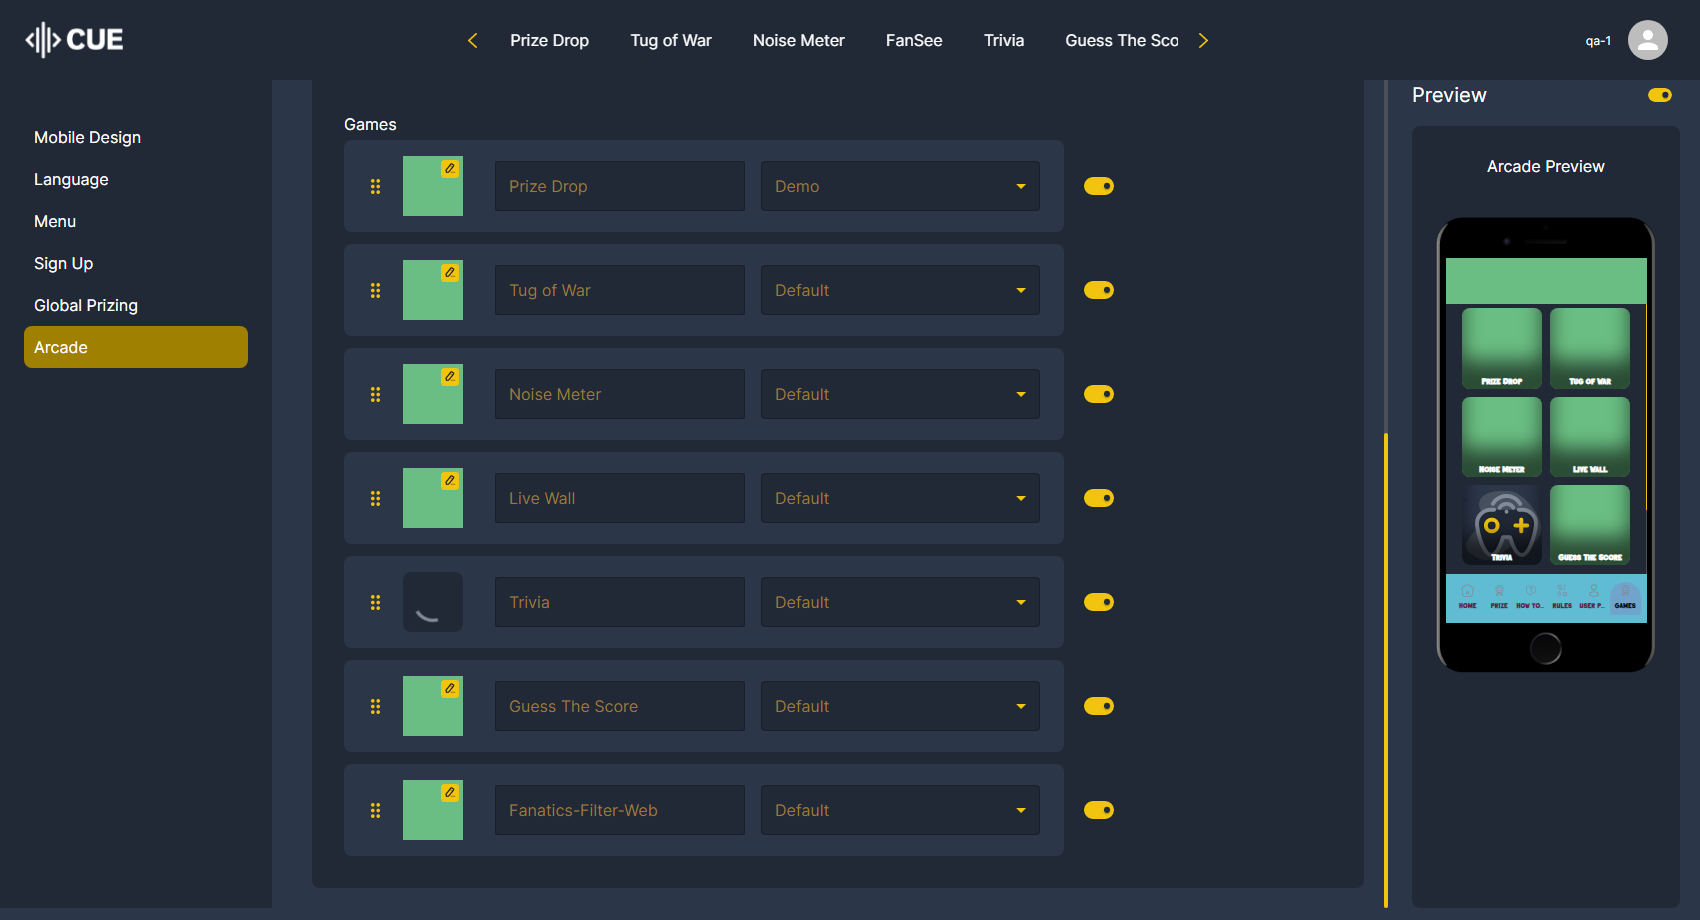 CUE
Prize Drop
Tug of War
Noise Meter
FanSee
Trivia
Guess The Sco
qa-1
Mobile Design
Language
Menu
Sign Up
Global Prizing
Arcade
Games
Prize Drop
Demo
Tug of War
Default
Noise Meter
Default
Live Wall
Default
Trivia
Default
Guess The Score
Default
Fanatics-Filter-Web
Default
Preview
Arcade Preview
Prize Drop
Tug of War
Noise Meter
Live Wall
Trivia
Guess The Score
HOME
PRIZE
HOW TO..
RULES
USER P..
GAMES